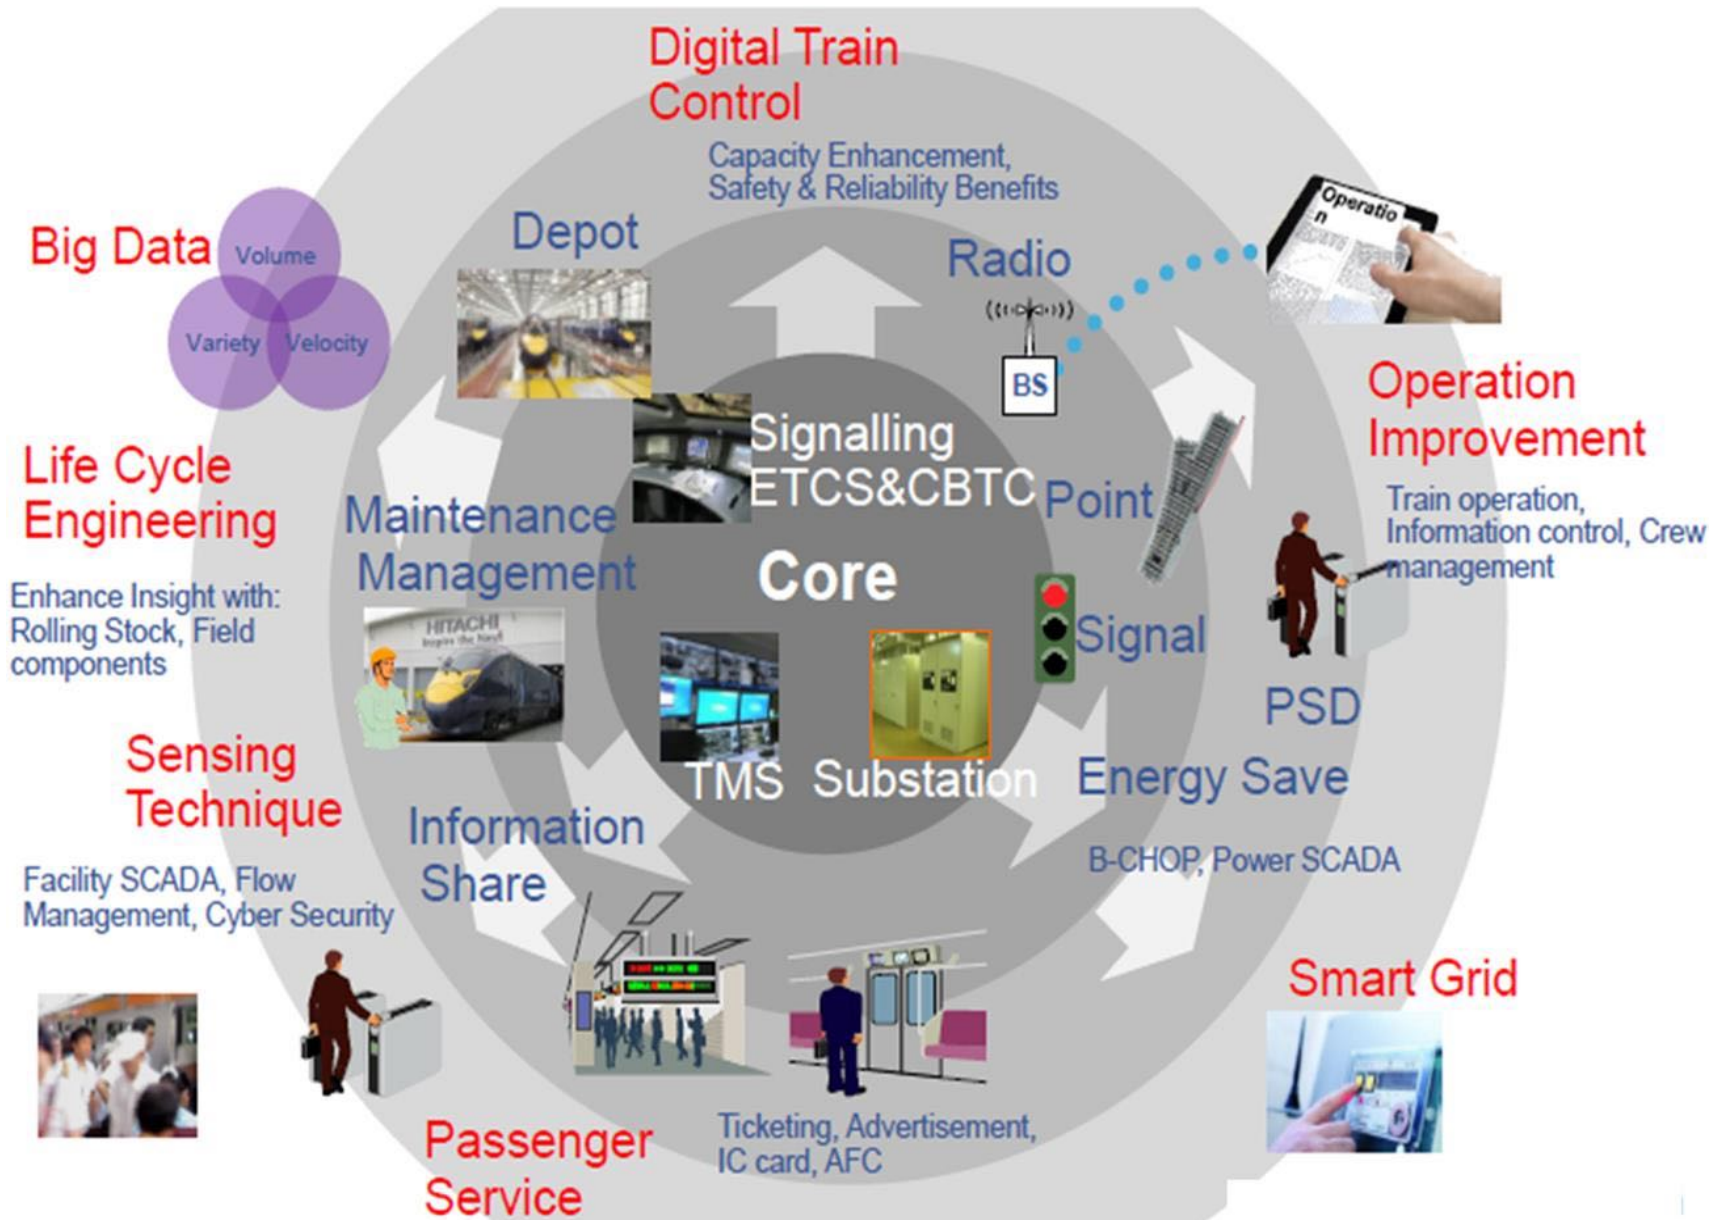 Digital Train
Control
Capacity Enhancement,
Safety & Reliability Benefits
Big Data
Volume
Variety
Velocity
Depot
Radio
BS
Operatio
n
Operation
Improvement
Train operation,
Information control, Crew
management
Life Cycle
Engineering
Enhance Insight with:
Rolling Stock, Field
components
Maintenance
Management
HITACHI
Inspire the Next
Signalling
ETCS&CBTC
Core
Point
Signal
PSD
TMS
Substation
Energy Save
B-CHOP, Power SCADA
Sensing
Technique
Facility SCADA, Flow
Management, Cyber Security
Information
Share
Smart Grid
Passenger
Service
Ticketing, Advertisement,
IC card, AFC